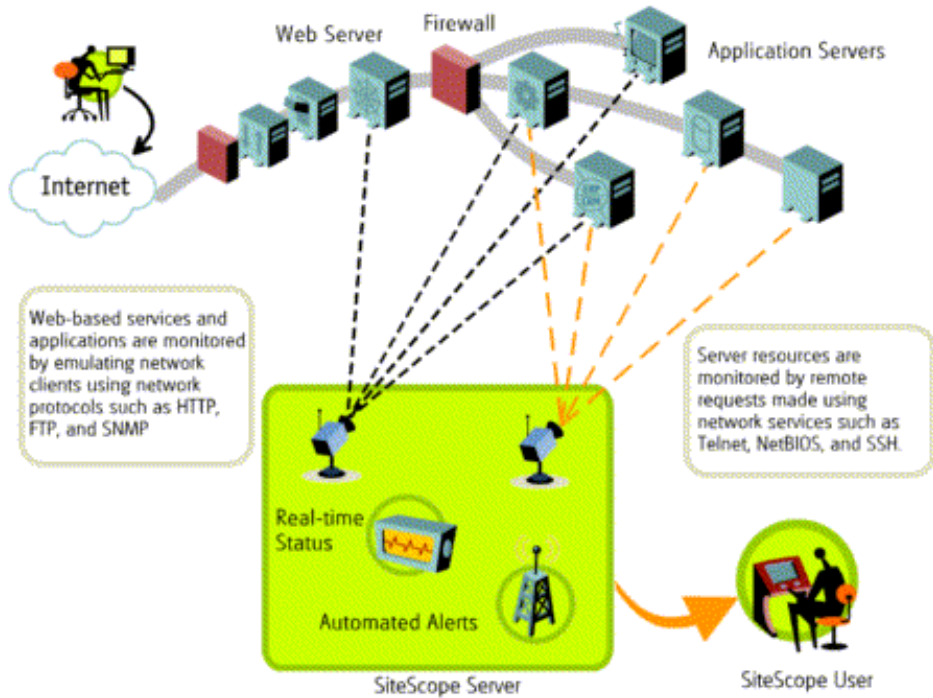 Web Server
Firewall
Application Servers
Internet
ERP
CRM
Web-based services and
applications are monitored
by emulating network
clients using network
protocols such as HTTP,
FTP, and SNMP
Server resources are
monitored by remote
requests made using
network services such as
Telnet, NetBIOS, and SSH.
Real-time
Status
Automated Alerts
SiteScope Server
SiteScope User